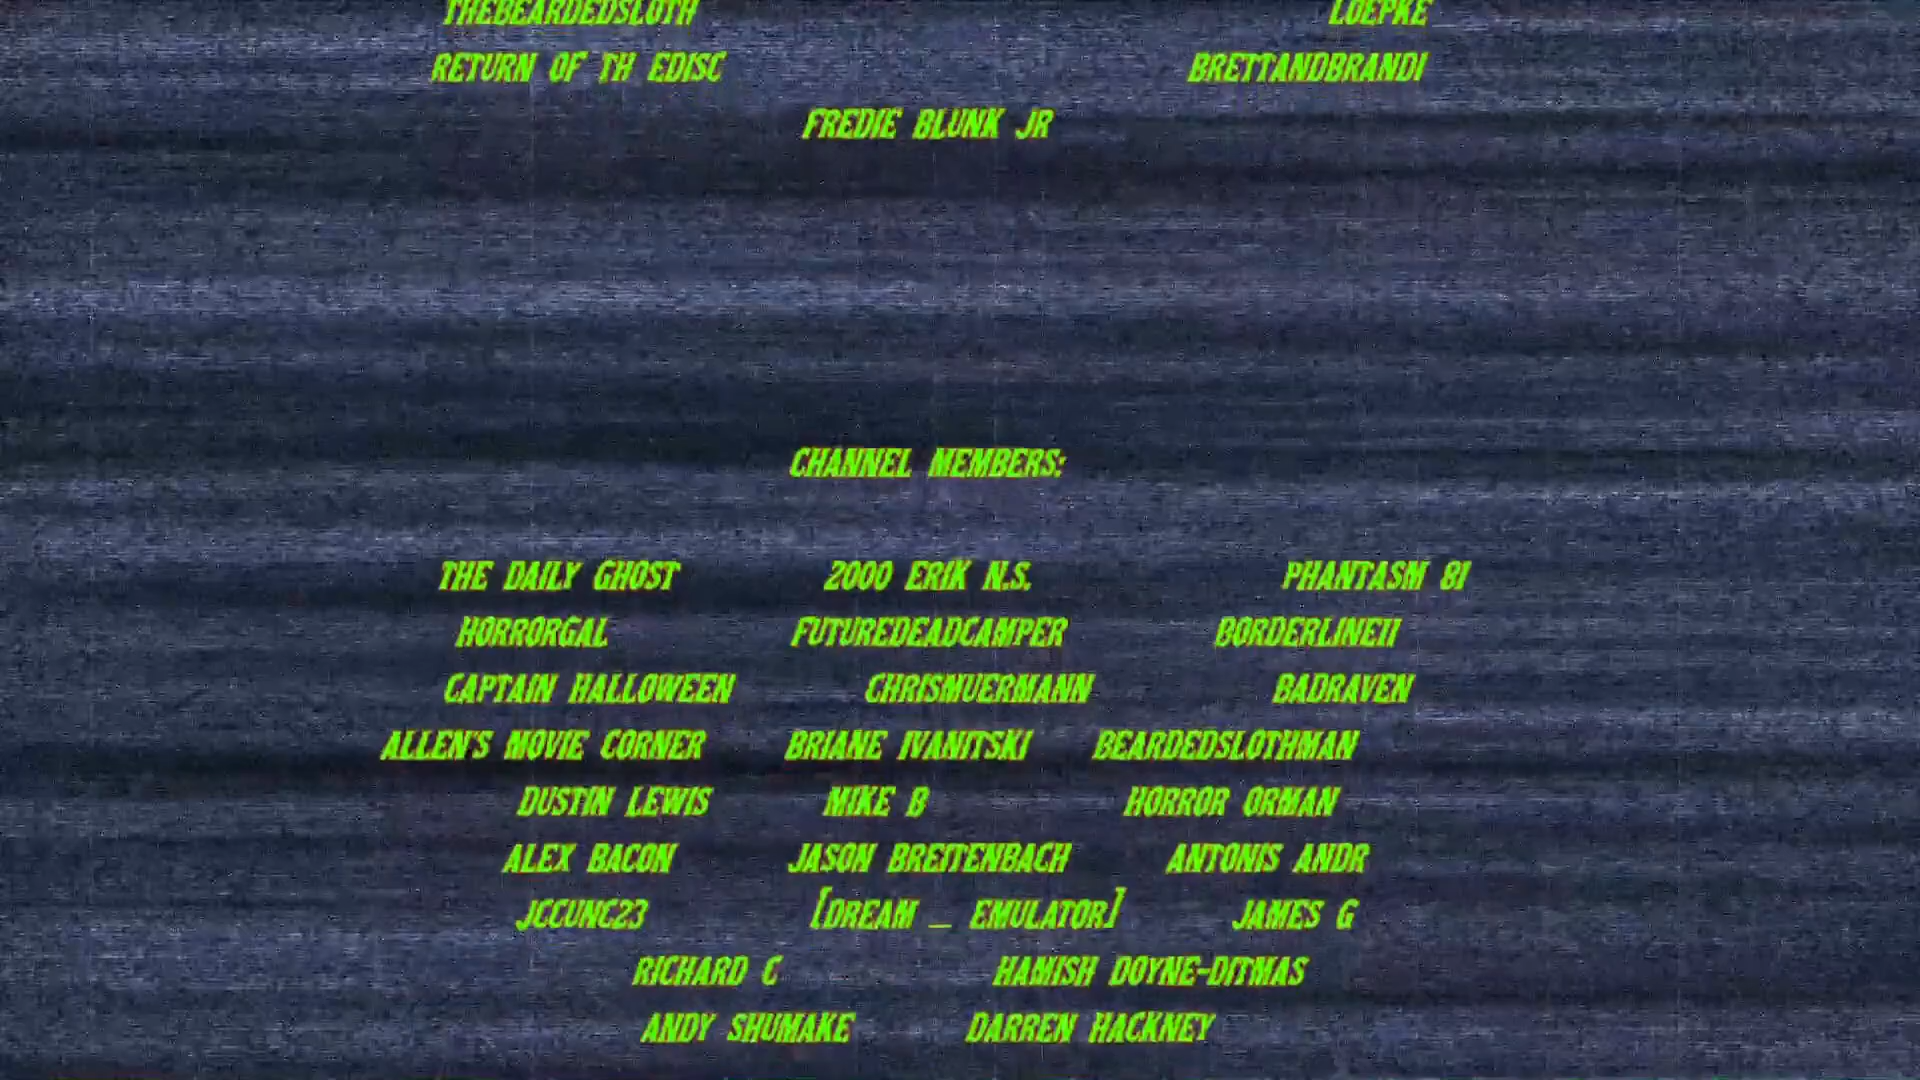 THEBEARDEDSLOTH LOEPKE
RETURN OF TH EDISC BRETTANDBRANDI
FREDIE BLUNK JR
CHANNEL MEMBERS:
THE DAILY GHOST 2000 ERIK N.S. PHANTASM 81
HORRORGAL FUTUREDEADCAMPER BORDERLINE11
CAPTAIN HALLOWEEN CHRISMUERMANN BADRAVEN
ALLEN'S MOVIE CORNER BRIANE IVANITSKI BEARDEDSLOTHMAN
DUSTIN LEWIS MIKE B HORROR ORMAN
ALEX BACON JASON BREITENBACH ANTONIS ANDR
JCCUNC23 [DREAM _ EMULATOR] JAMES G
RICHARD C HAMISH DOYNE-DITMAS
ANDY SHUMAKE DARREN HACKNEY